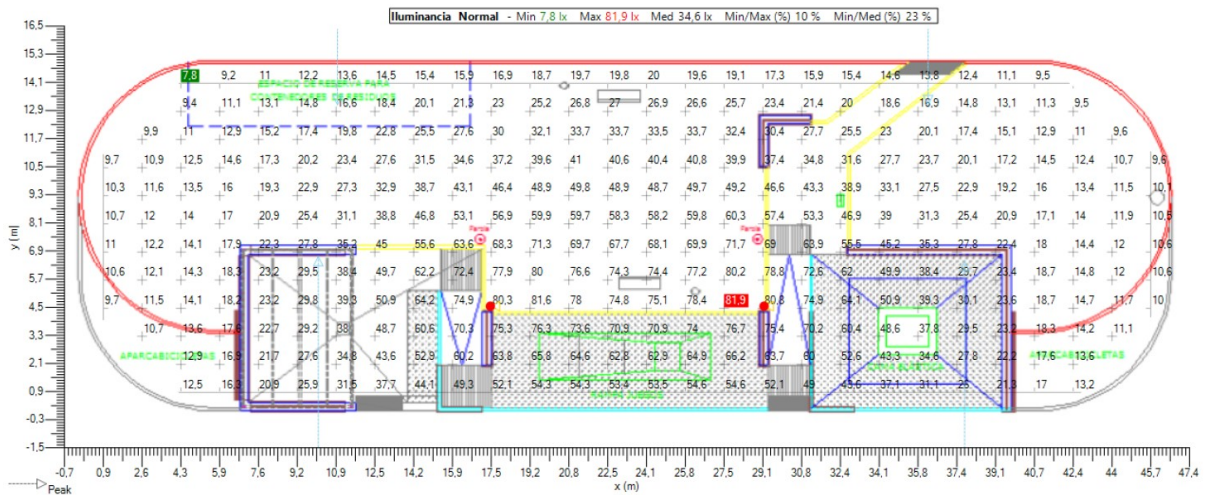 Iluminancia Normal - Min 7,8 lx Max 81,9 lx Med 34,6 lx Min/Max (%) 10 % Min/Med (%) 23 %
16,5
15,3
14,1 7,8 9,2 11 12,2 13,6 14,5 15,4 15,9 16,9 18,7 19,7 19,8 20 19,6 19,1 17,3 15,9 15,4 14,6 13,8 12,4 11,1 9,5
ESPACIO DE RESERVA PARA
CONTENEDORES DE RESIDUOS
12,9 9,4 11,1 13,1 14,8 16,6 18,4 20,1 21,3 23 25,2 26,8 27 26,9 26,6 25,7 23,4 21,4 20 18,6 16,9 14,8 13,1 11,3 9,5
11,7 9,9 11 12,9 15,2 17,4 19,8 22,8 25,5 27,6 30 32,1 33,7 33,7 33,5 33,7 32,4 30,4 27,7 25,5 23 20,1 17,4 15,1 12,9 11 9,6
10,5 9,7 10,9 12,5 14,6 17,3 20,2 23,4 27,6 31,5 34,6 37,2 39,6 41 40,6 40,4 40,8 39,9 37,4 34,8 31,6 27,7 23,7 20,1 17,2 14,5 12,4 10,7 9,6
9,3 10,3 11,6 13,5 16 19,3 22,9 27,3 32,9 38,7 43,1 46,4 48,9 49,8 48,9 48,7 49,7 49,2 46,6 43,3 38,9 33,1 27,5 22,9 19,2 16 13,4 11,5 10,1
8,1 10,7 12 14 17 20,9 25,4 31,1 38,8 46,8 53,1 56,9 59,9 59,7 58,3 58,2 59,8 60,3 57,4 53,3 46,9 39 31,3 25,4 20,9 17,1 14 11,9 10,5
Farola Farola
6,9 11 12,2 14,1 17,9 22,3 27,8 35,2 45 55,6 63,6 68,3 71,3 69,7 67,7 68,1 69,9 71,7 69 63,9 55,5 45,2 35,3 27,8 22,4 18 14,4 12 10,6
5,7 10,6 12,1 14,3 18,3 23,2 29,5 38,4 49,7 62,2 72,4 77,9 80 76,6 74,3 74,4 77,2 80,2 78,8 72,6 62 49,9 38,4 23,4 18,7 14,8 12 10,6
4,5 9,7 11,5 14,1 18,2 23,2 29,8 39,3 50,9 64,2 74,9 80,3 81,6 78 74,8 75,1 78,4 81,9 80,8 74,9 64,1 50,9 39,3 30,1 23,6 18,7 14,7 11,7 10
3,3 10,7 13,6 17,6 22,7 29,2 38 48,7 60,6 70,3 75,3 76,3 73,6 70,9 70,9 74 76,7 75,4 70,2 60,4 48,6 37,8 29,5 23,2 18,3 14,2 11,1
APARCABICICLETAS APARCABICICLETAS
2,1 12,9 16,9 21,7 27,6 34,8 43,6 52,9 60,2 63,8 65,8 64,6 62,8 62,9 64,9 66,2 63,7 60 52,6 43,3 34,6 27,8 22,2 17,6 13,6
0,9 12,5 16,3 20,9 25,9 31,5 37,7 44,1 49,3 52,1 54,3 54,3 53,4 53,5 54,6 54,6 52,1 49 43,6 37,1 31,1 21,3 17 13,2
-0,3
-1,5
y (m)
-0,7 0,9 2,6 4,3 5,9 7,6 9,2 10,9 12,5 14,2 15,9 17,5 19,2 20,8 22,5 24,1 25,8 27,5 29,1 30,8 32,4 34,1 35,8 37,4 39,1 40,7 42,4 44 45,7 47,4
Peak
x (m)